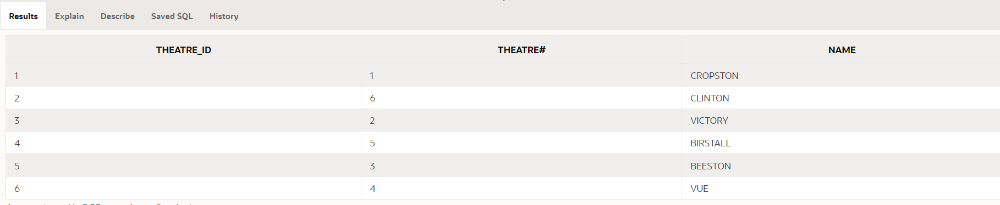 Results Explain Describe Saved SQL History
THEATRE_ID THEATRE# NAME
1 1 CROPSTON
2 6 CLINTON
3 2 VICTORY
4 5 BIRSTALL
5 3 BEESTON
6 4 VUE